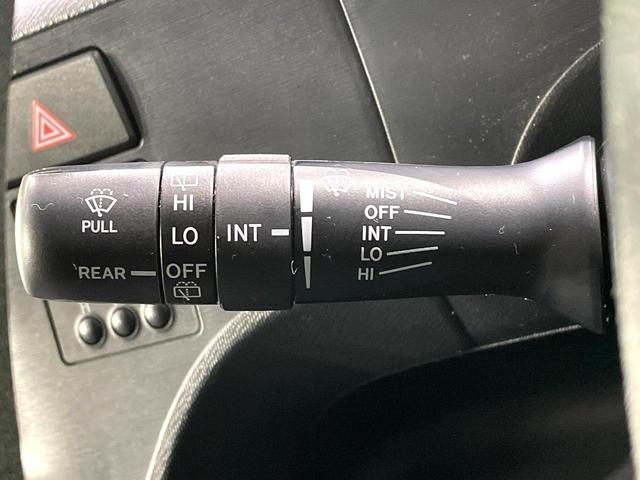 PULL
REAR
HI
LO
OFF
INT
MIST
OFF
INT
LO
HI